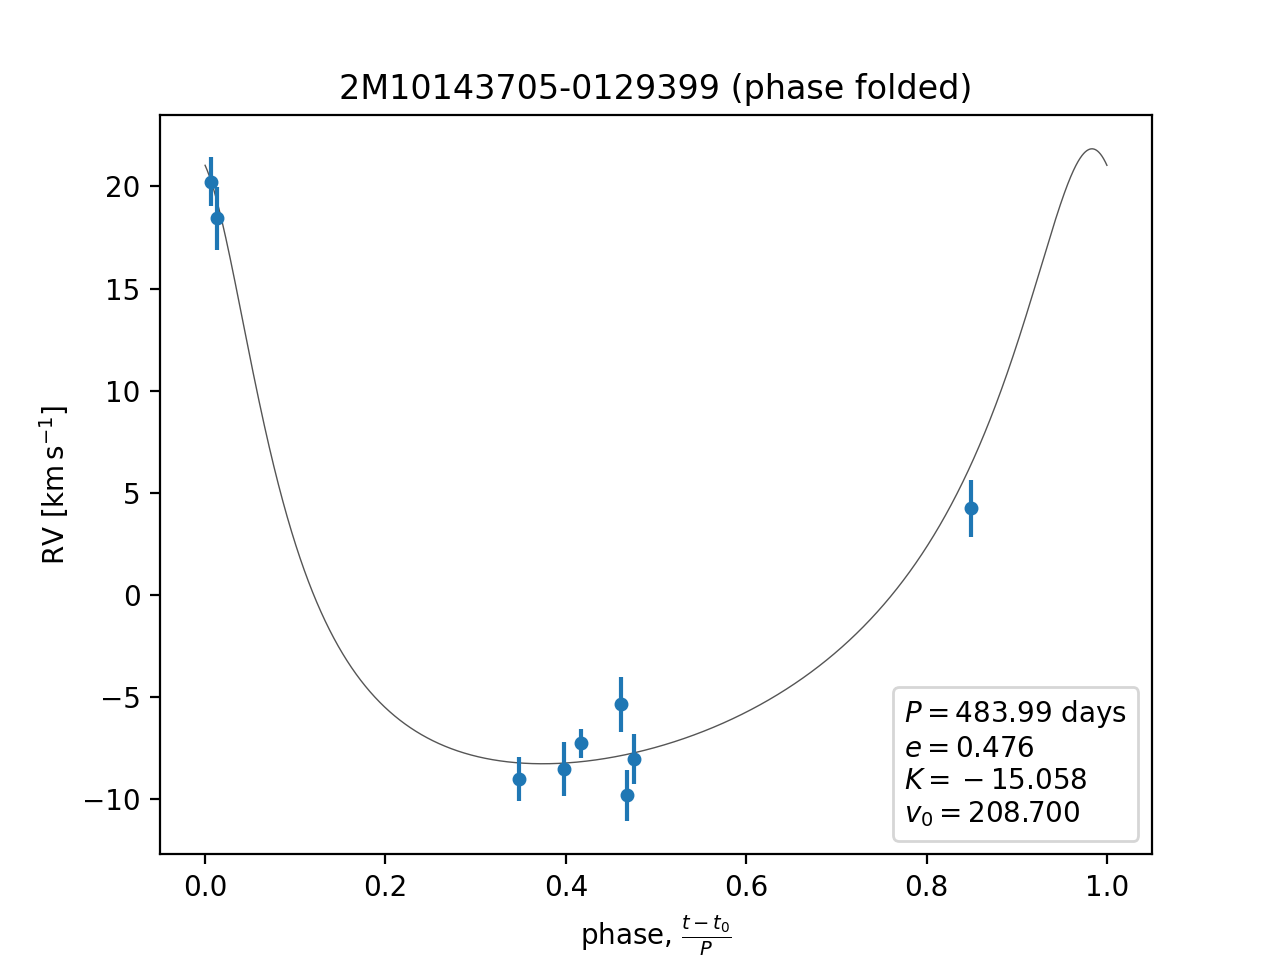 2M10143705-0129399 (phase folded)
RV [km s⁻¹]
20
15
10
5
0
−5
−10
P = 483.99 days
e = 0.476
K = −15.058
v₀ = 208.700
0.0 0.2 0.4 0.6 0.8 1.0
phase, (t − t₀)/P